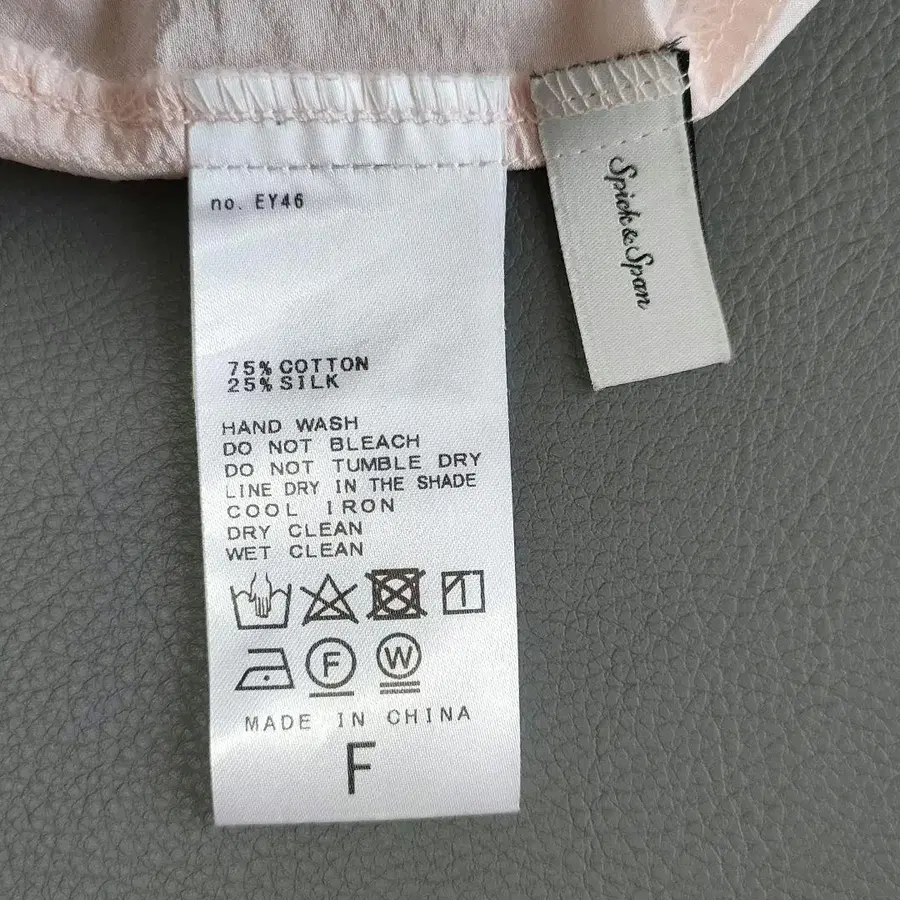 no. EY46
75% COTTON
25% SILK
HAND WASH
DO NOT BLEACH
DO NOT TUMBLE DRY
LINE DRY IN THE SHADE
COOL IRON
DRY CLEAN
WET CLEAN
F W
MADE IN CHINA
F
Spick & Span